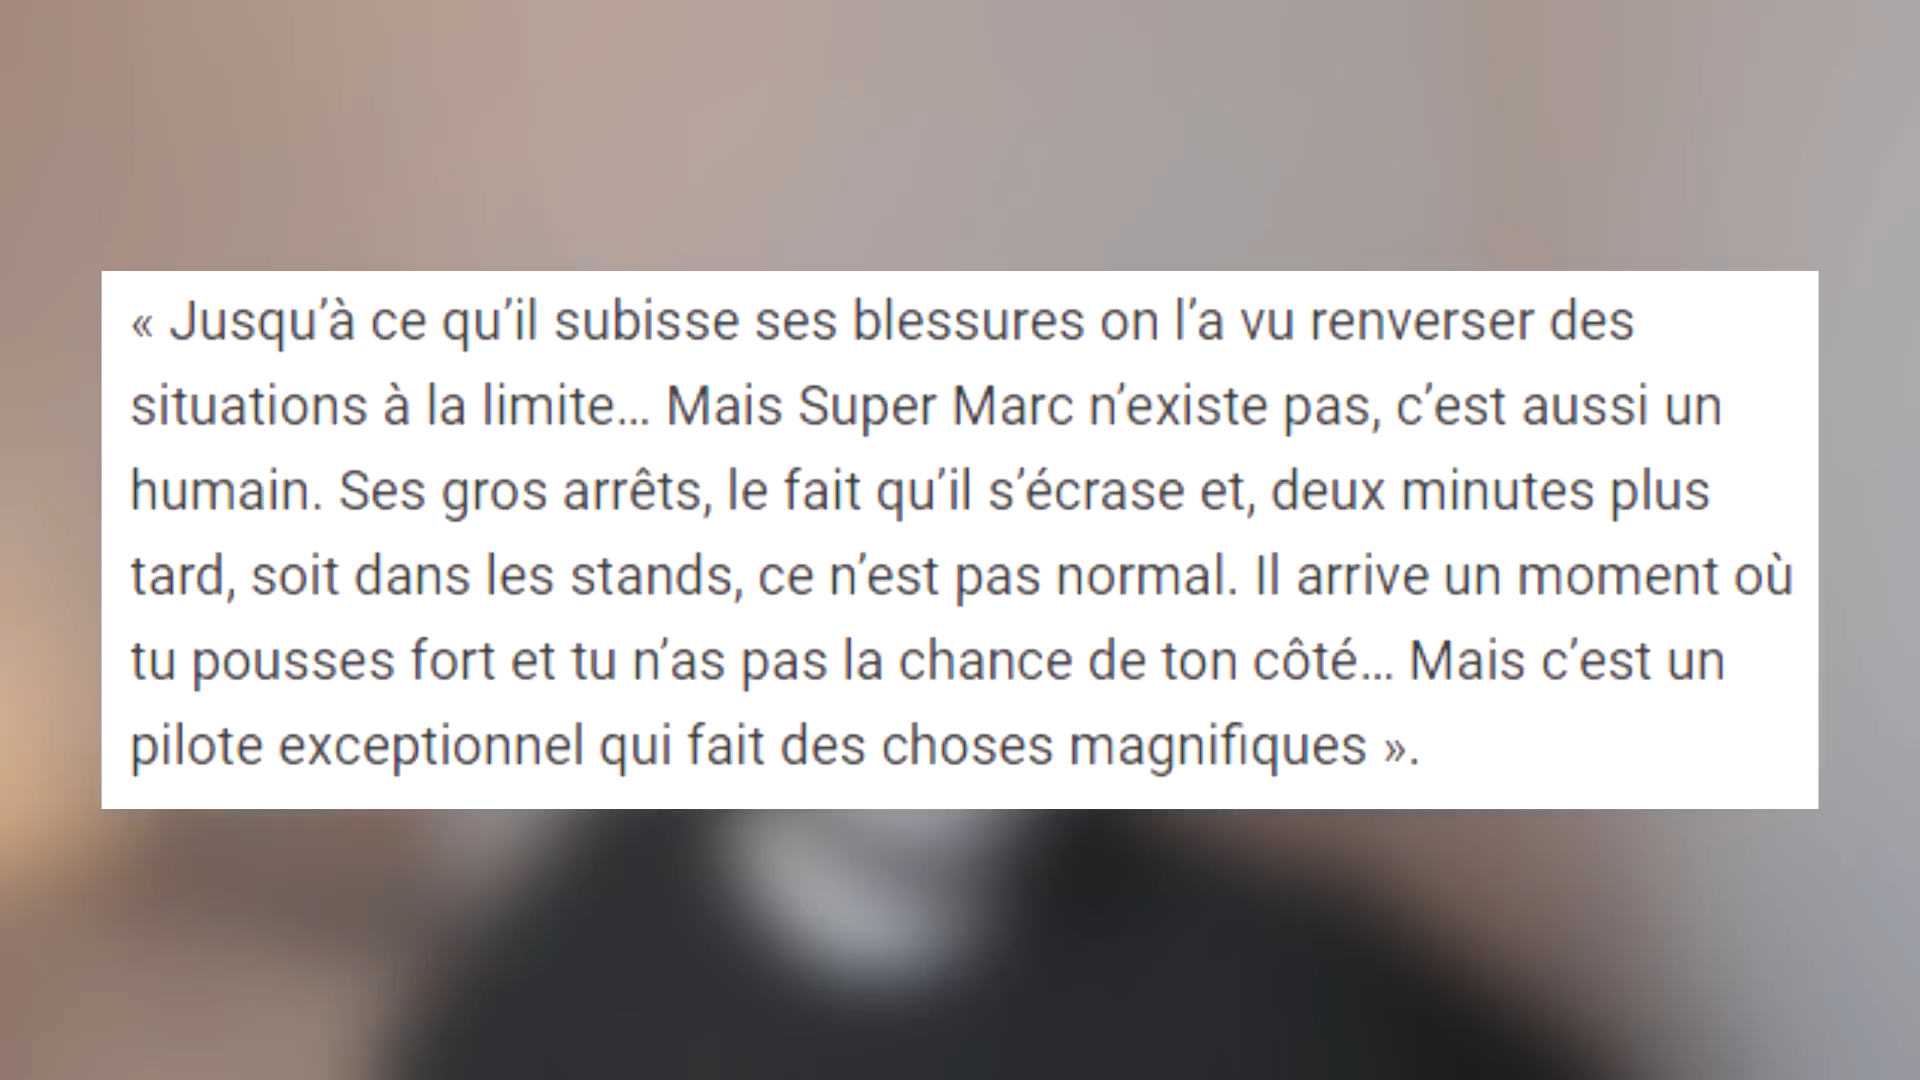 « Jusqu’à ce qu’il subisse ses blessures on l’a vu renverser des
situations à la limite… Mais Super Marc n’existe pas, c’est aussi un
humain. Ses gros arrêts, le fait qu’il s’écrase et, deux minutes plus
tard, soit dans les stands, ce n’est pas normal. Il arrive un moment où
tu pousses fort et tu n’as pas la chance de ton côté… Mais c’est un
pilote exceptionnel qui fait des choses magnifiques ».